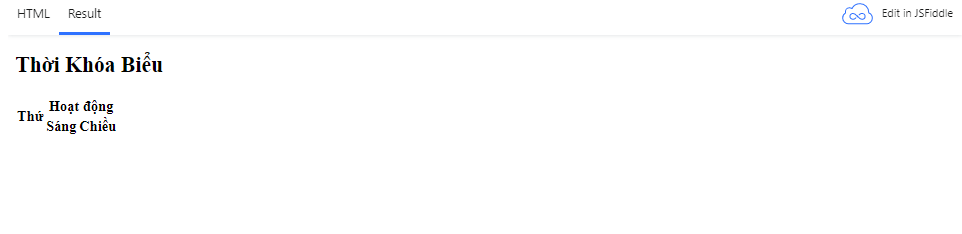 HTML Result Edit in JSFiddle
Thời Khóa Biểu
Thứ Hoạt động
Sáng Chiều